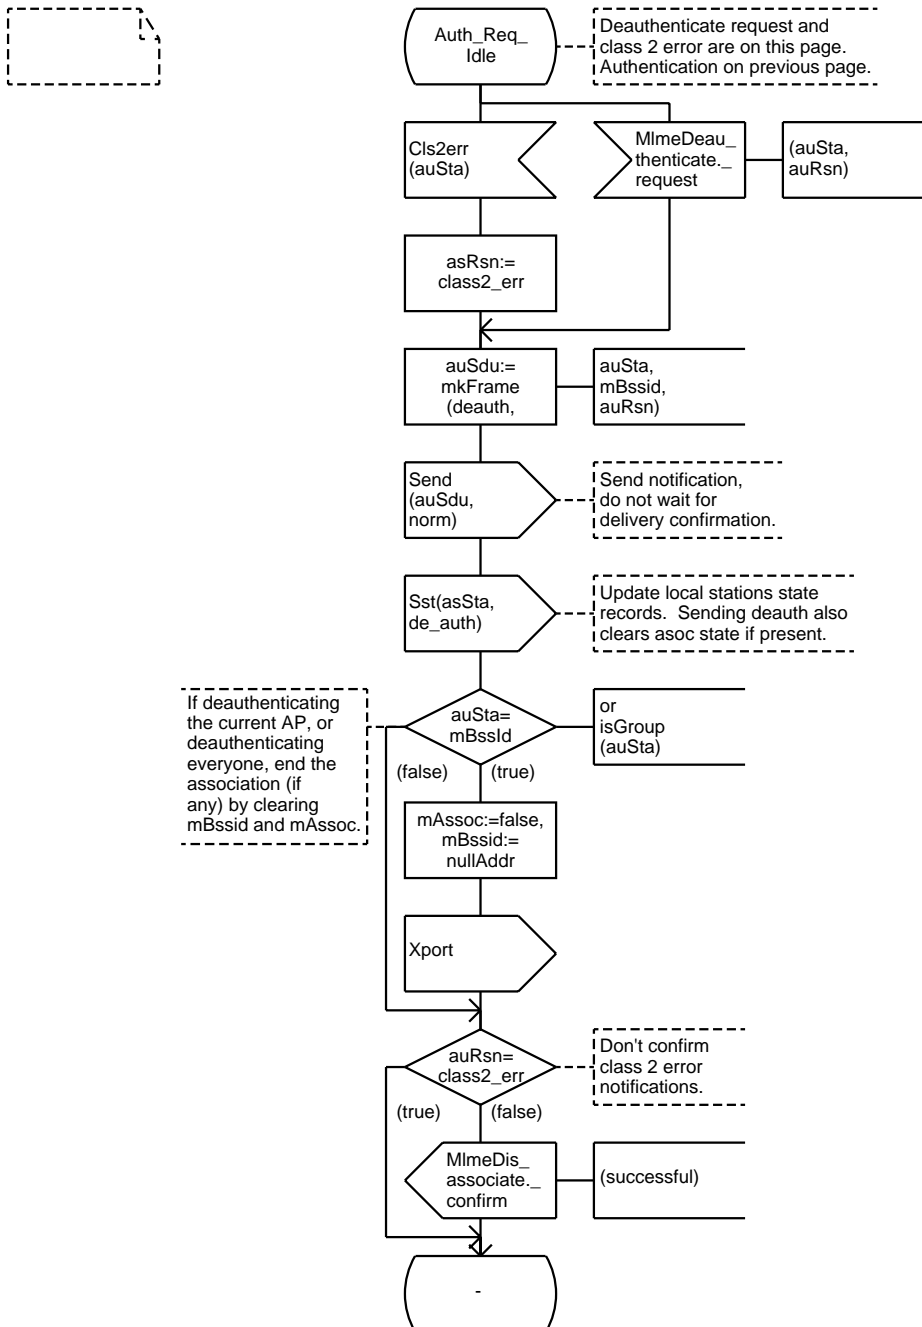 Auth_Req_
Idle
Deauthenticate request and
class 2 error are on this page.
Authentication on previous page.
Cls2err
(auSta)
MlmeDeau_
thenticate._
request
(auSta,
auRsn)
asRsn:=
class2_err
auSdu:=
mkFrame
(deauth,
auSta,
mBssid,
auRsn)
Send
(auSdu,
norm)
Send notification,
do not wait for
delivery confirmation.
Sst(asSta,
de_auth)
Update local stations state
records.  Sending deauth also
clears asoc state if present.
If deauthenticating
the current AP, or
deauthenticating
everyone, end the
association (if
any) by clearing
mBssid and mAssoc.
auSta=
mBssId
or
isGroup
(auSta)
(false)
(true)
mAssoc:=false,
mBssid:=
nullAddr
Xport
auRsn=
class2_err
Don't confirm
class 2 error
notifications.
(true)
(false)
MlmeDis_
associate._
confirm
(successful)
-